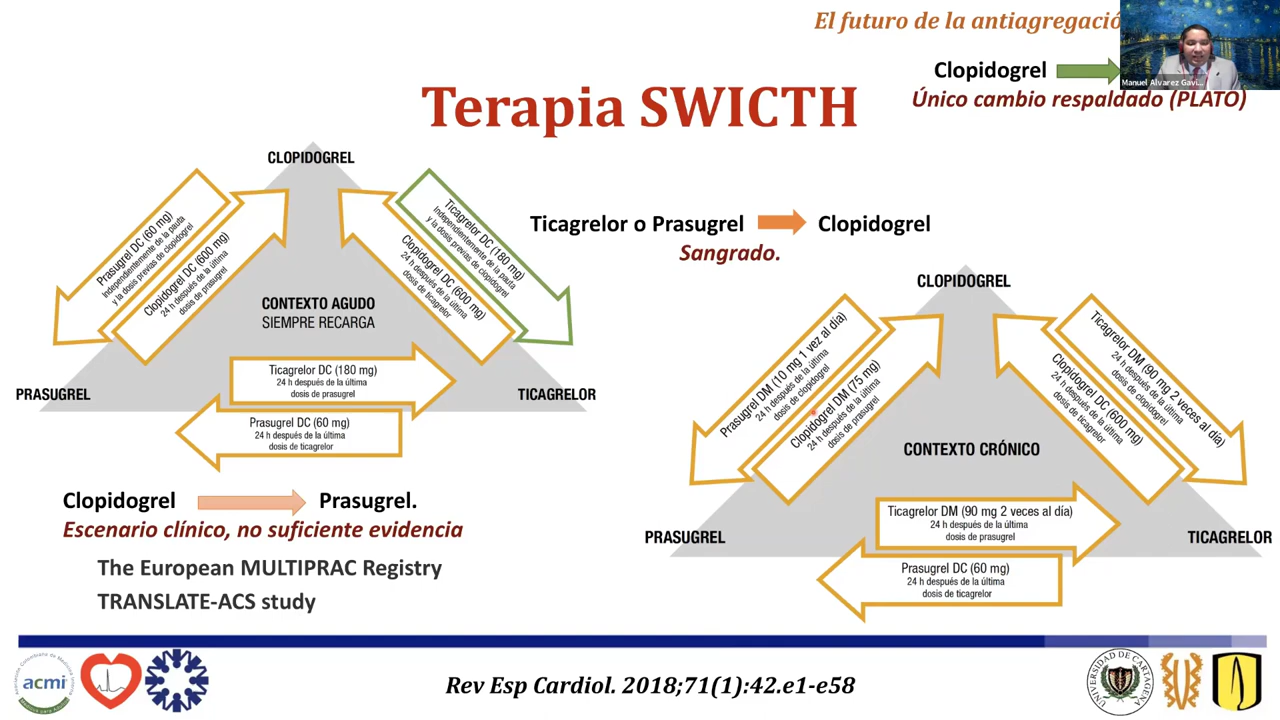 El futuro de la antiagregació
Clopidogrel
Único cambio respaldado (PLATO)
Manuel Alvarez Gavi...
Terapia SWICTH
CLOPIDOGREL
Prasugrel DC (60 mg)
Independientemente de la pauta
y la dosis previas de clopidogrel
Clopidogrel DC (600 mg)
24 h después de la última
dosis de prasugrel
Ticagrelor DC (180 mg)
Independientemente de la pauta
y la dosis previas de clopidogrel
Clopidogrel DC (600 mg)
24 h después de la última
dosis de ticagrelor
CONTEXTO AGUDO
SIEMPRE RECARGA
Ticagrelor DC (180 mg)
24 h después de la última
dosis de prasugrel
PRASUGREL
TICAGRELOR
Prasugrel DC (60 mg)
24 h después de la última
dosis de ticagrelor
Ticagrelor o Prasugrel
Clopidogrel
Sangrado.
CLOPIDOGREL
Prasugrel DM (10 mg 1 vez al día)
24 h después de la última
dosis de clopidogrel
Clopidogrel DM (75 mg)
24 h después de la última
dosis de prasugrel
Ticagrelor DM (90 mg 2 veces al día)
24 h después de la última
dosis de clopidogrel
Clopidogrel DC (600 mg)
24 h después de la última
dosis de ticagrelor
CONTEXTO CRÓNICO
Ticagrelor DM (90 mg 2 veces al día)
24 h después de la última
dosis de prasugrel
PRASUGREL
TICAGRELOR
Prasugrel DC (60 mg)
24 h después de la última
dosis de ticagrelor
Clopidogrel
Prasugrel.
Escenario clínico, no suficiente evidencia
The European MULTIPRAC Registry
TRANSLATE-ACS study
acmi
Rev Esp Cardiol. 2018;71(1):42.e1-e58
UNIVERSIDAD DE CARTAGENA